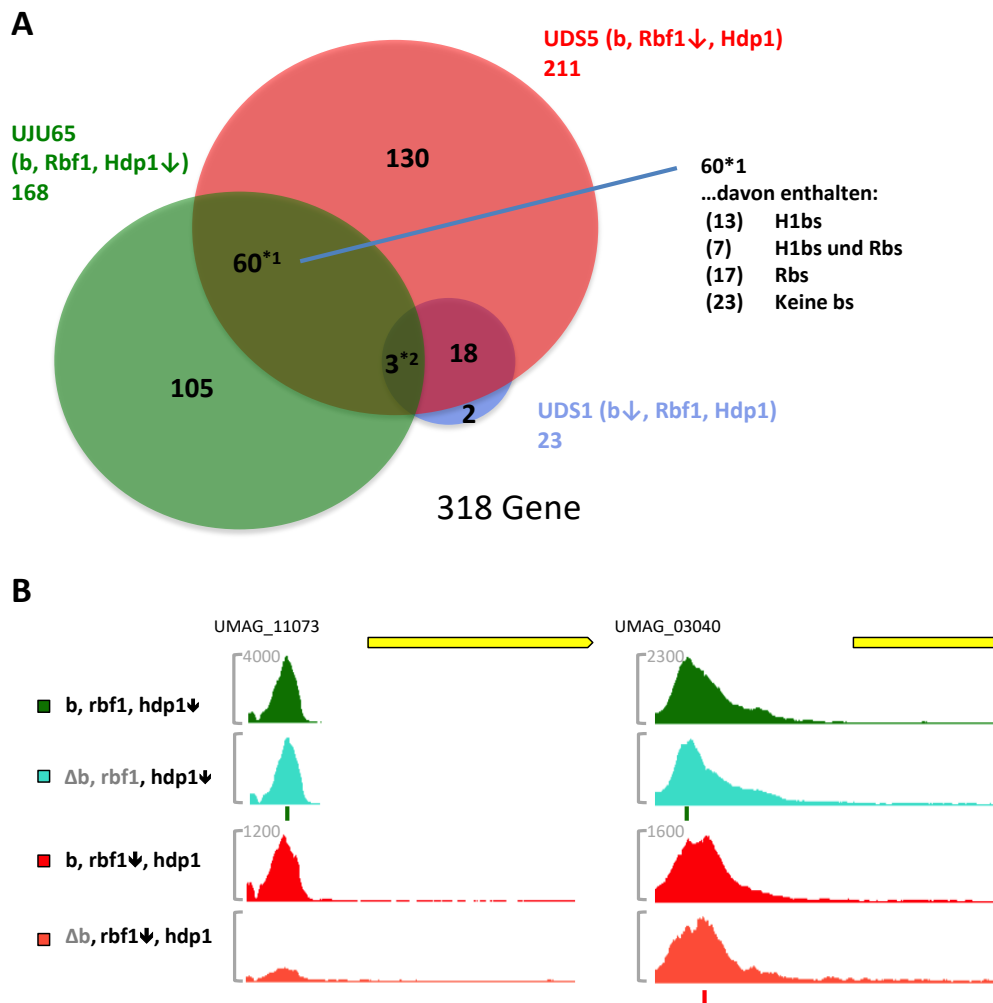 A
UDS5 (b, Rbf1↓, Hdp1)
211
UJU65
(b, Rbf1, Hdp1↓)
168
130
60*1
...davon enthalten:
(13) H1bs
(7) H1bs und Rbs
(17) Rbs
(23) Keine bs
60*1
3*2
18
105
2
UDS1 (b↓, Rbf1, Hdp1)
23
318 Gene
B
UMAG_11073
UMAG_03040
4000
2300
b, rbf1, hdp1↓
Δb, rbf1, hdp1↓
1200
1600
b, rbf1↓, hdp1
Δb, rbf1↓, hdp1